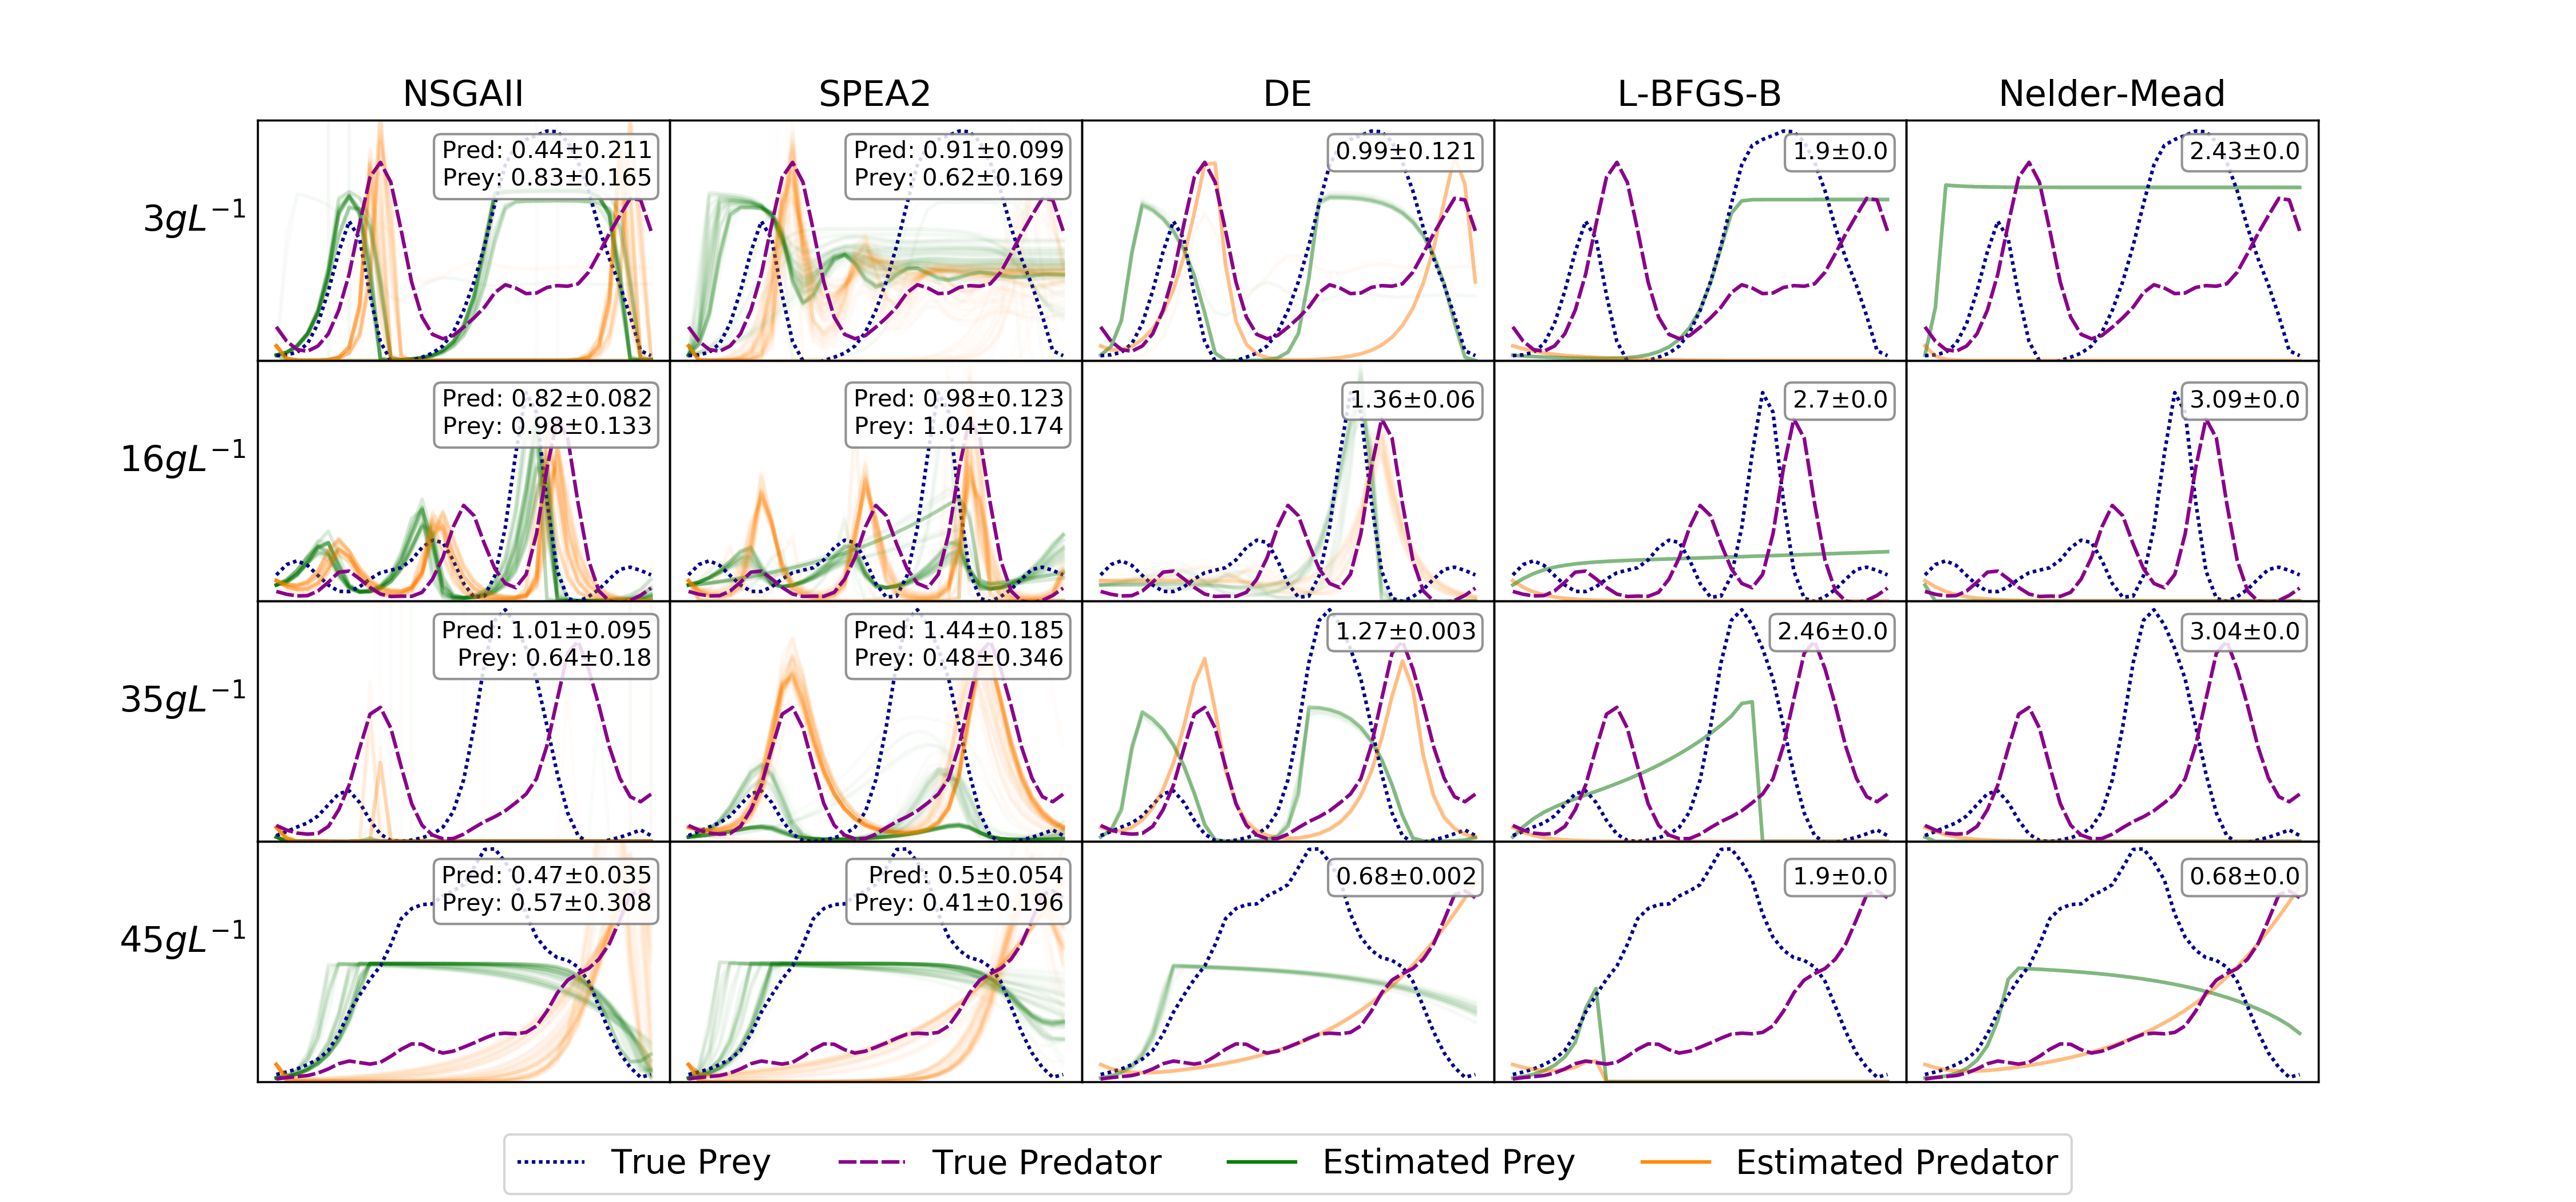 NSGAII SPEA2 DE L-BFGS-B Nelder-Mead
3gL⁻¹
Pred: 0.44±0.211
Prey: 0.83±0.165
Pred: 0.91±0.099
Prey: 0.62±0.169
0.99±0.121
1.9±0.0
2.43±0.0
16gL⁻¹
Pred: 0.82±0.082
Prey: 0.98±0.133
Pred: 0.98±0.123
Prey: 1.04±0.174
1.36±0.06
2.7±0.0
3.09±0.0
35gL⁻¹
Pred: 1.01±0.095
Prey: 0.64±0.18
Pred: 1.44±0.185
Prey: 0.48±0.346
1.27±0.003
2.46±0.0
3.04±0.0
45gL⁻¹
Pred: 0.47±0.035
Prey: 0.57±0.308
Pred: 0.5±0.054
Prey: 0.41±0.196
0.68±0.002
1.9±0.0
0.68±0.0
True Prey True Predator Estimated Prey Estimated Predator